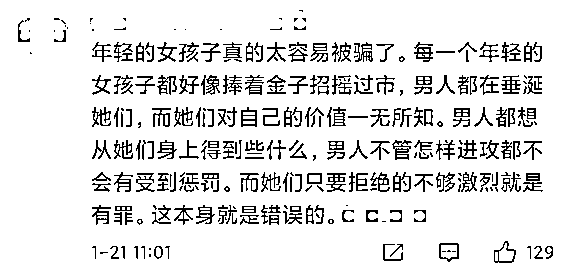 年轻的女孩子真的太容易被骗了。每一个年轻的
女孩子都好像捧着金子招摇过市，男人都在垂涎
她们，而她们对自己的价值一无所知。男人都想
从她们身上得到些什么，男人不管怎样进攻都不
会有受到惩罚。而她们只要拒绝的不够激烈就是
有罪。这本身就是错误的。
1-21 11:01 129